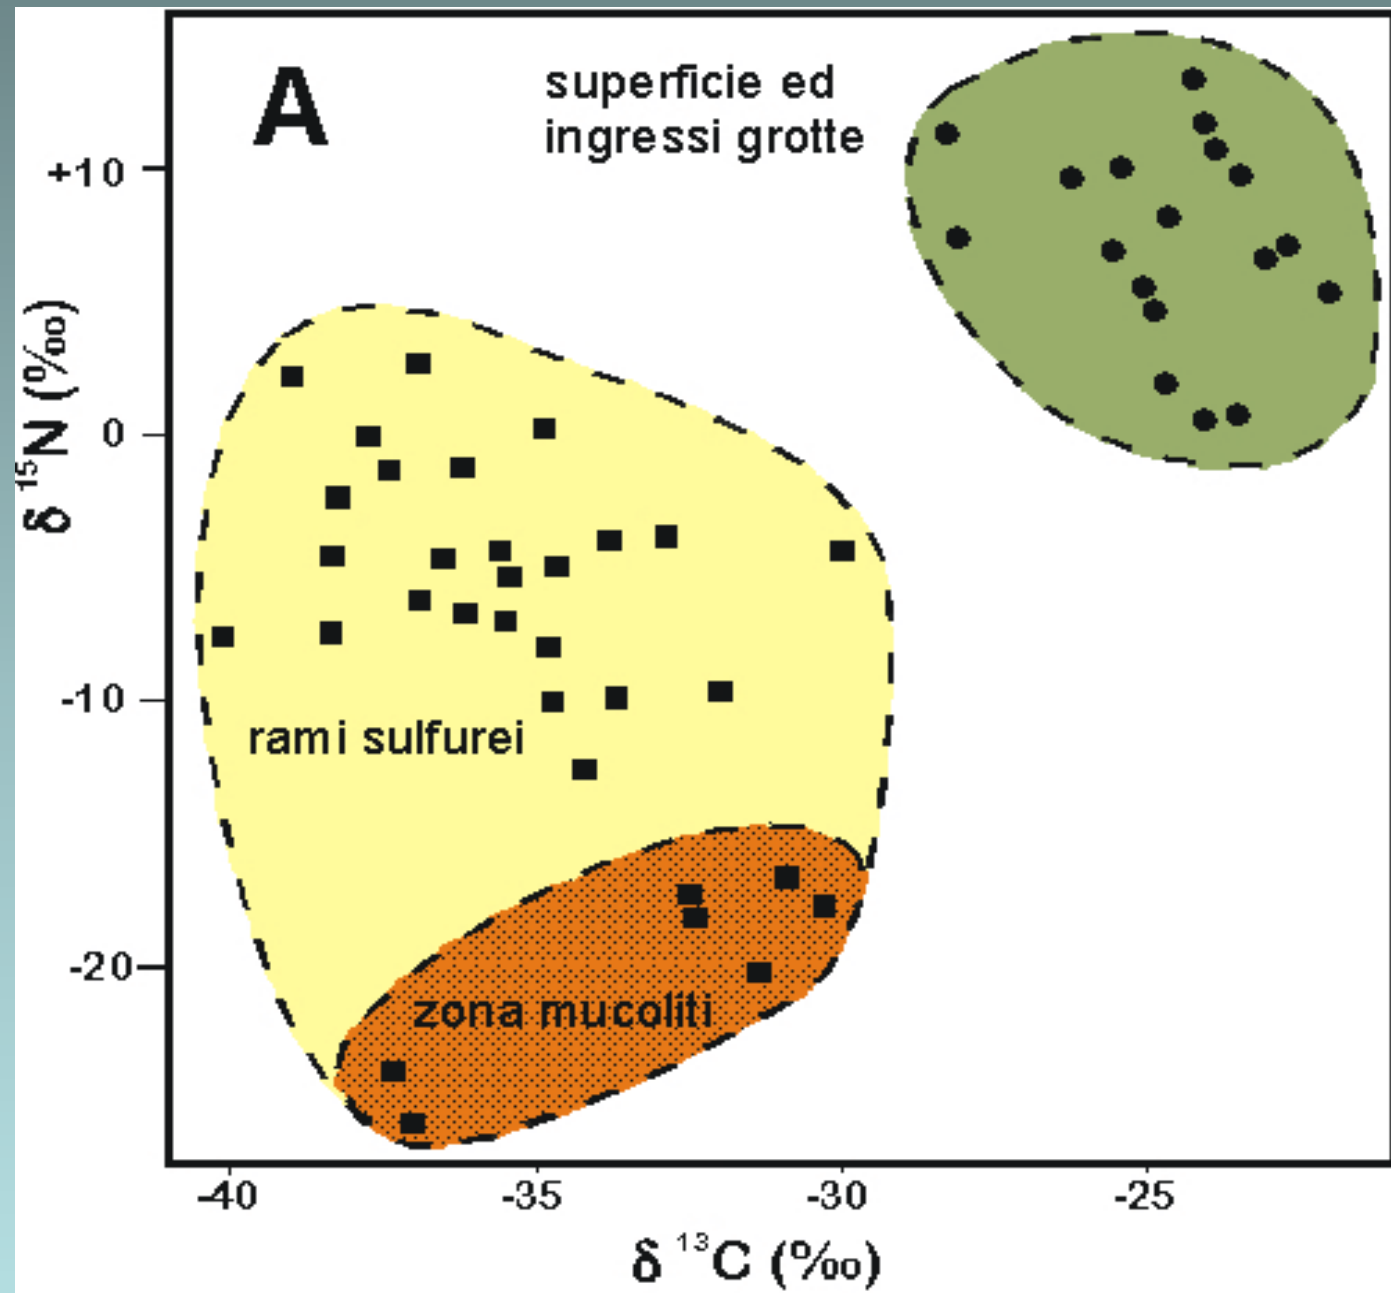 A
superficie ed
ingressi grotte
+10
0
-10
-20
δ ¹⁵N (‰)
rami sulfurei
zona mucoliti
-40
-35
-30
-25
δ ¹³C (‰)